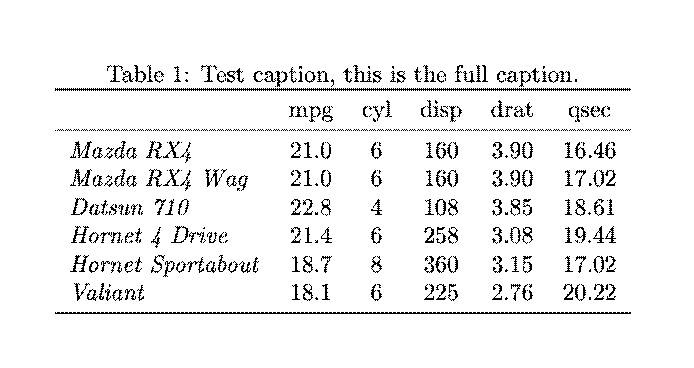 Table 1: Test caption, this is the full caption.
mpg cyl disp drat qsec
Mazda RX4 21.0 6 160 3.90 16.46
Mazda RX4 Wag 21.0 6 160 3.90 17.02
Datsun 710 22.8 4 108 3.85 18.61
Hornet 4 Drive 21.4 6 258 3.08 19.44
Hornet Sportabout 18.7 8 360 3.15 17.02
Valiant 18.1 6 225 2.76 20.22